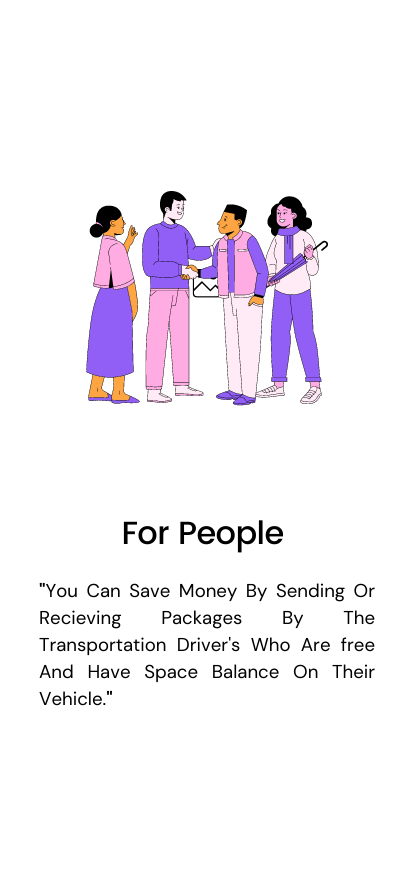 For People
"You Can Save Money By Sending Or
Recieving Packages By The
Transportation Driver's Who Are free
And Have Space Balance On Their
Vehicle."